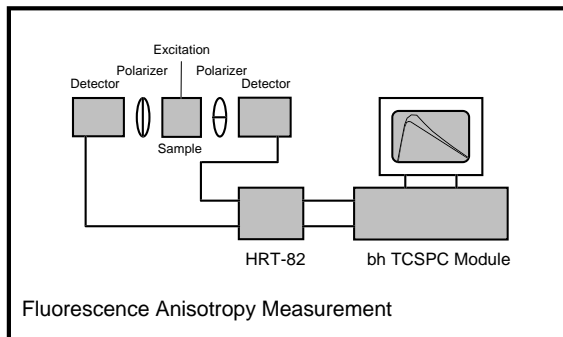 Excitation
Polarizer Polarizer
Detector Detector
Sample
HRT-82 bh TCSPC Module
Fluorescence Anisotropy Measurement